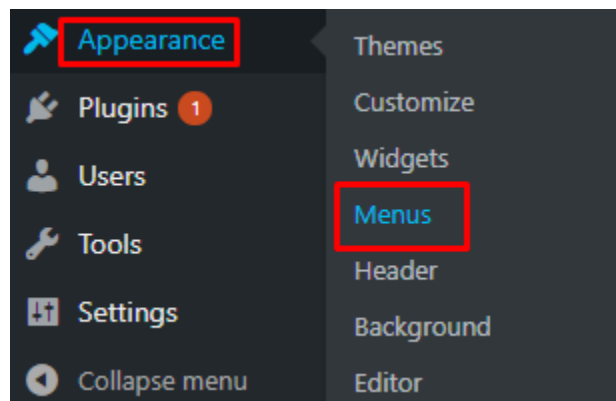 Appearance
Plugins 1
Users
Tools
Settings
Collapse menu
Themes
Customize
Widgets
Menus
Header
Background
Editor